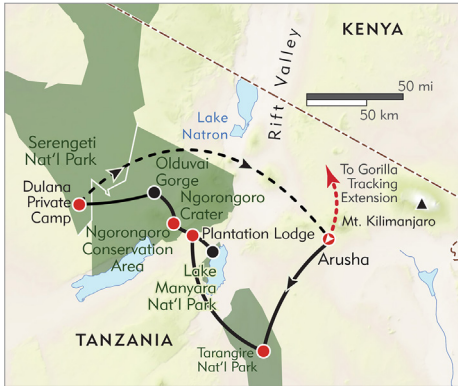 KENYA
50 mi
50 km
Rift Valley
Lake
Natron
Serengeti
Nat'l Park
Olduvai
Gorge
To Gorilla
Tracking
Extension
Dulana
Private
Camp
Ngorongoro
Crater
Mt. Kilimanjaro
Ngorongoro
Conservation
Area
Plantation Lodge
Arusha
Lake
Manyara
Nat'l Park
TANZANIA
Tarangire
Nat'l Park